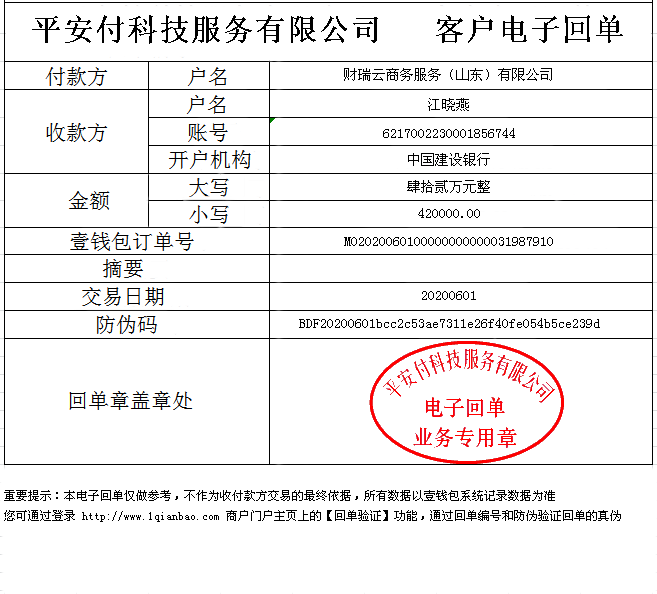 平安付科技服务有限公司 客户电子回单
付款方 户名 财瑞云商务服务（山东）有限公司
收款方 户名 江晓燕
账号 6217002230001856744
开户机构 中国建设银行
金额 大写 肆拾贰万元整
小写 420000.00
壹钱包订单号 MO20200601000000000000031987910
摘要
交易日期 20200601
防伪码 BDF20200601bcc2c53ae7311e26f40fe054b5ce239d
回单章盖章处
平安付科技服务有限公司
电子回单
业务专用章
重要提示：本电子回单仅做参考，不作为收付款方交易的最终依据，所有数据以壹钱包系统记录数据为准
您可通过登录 http://www.1qianbao.com 商户门户主页上的【回单验证】功能，通过回单编号和防伪验证回单的真伪